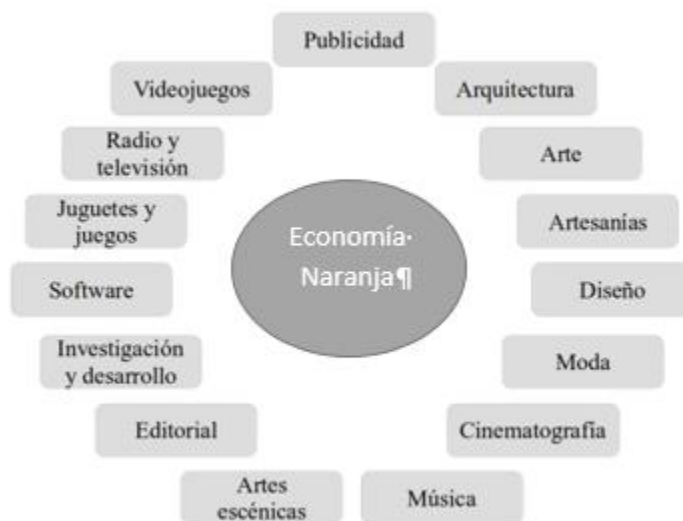 Publicidad
Videojuegos
Arquitectura
Radio y
televisión
Arte
Juguetes y
juegos
Artesanías
Economía·
Naranja¶
Software
Diseño
Investigación
y desarrollo
Moda
Editorial
Cinematografía
Artes
escénicas
Música